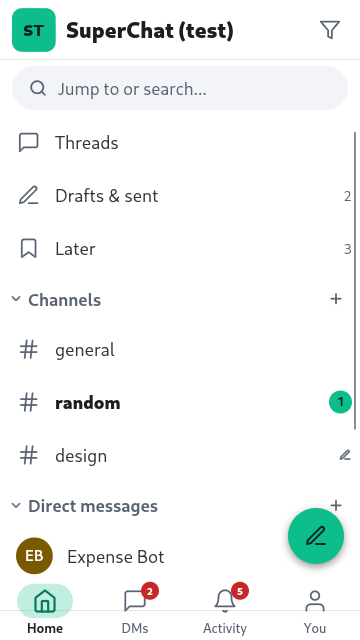 ST SuperChat (test)
Jump to or search...
Threads
Drafts & sent 2
Later 3
Channels
general
random 1
design
Direct messages
EB Expense Bot
2 5
Home DMs Activity You